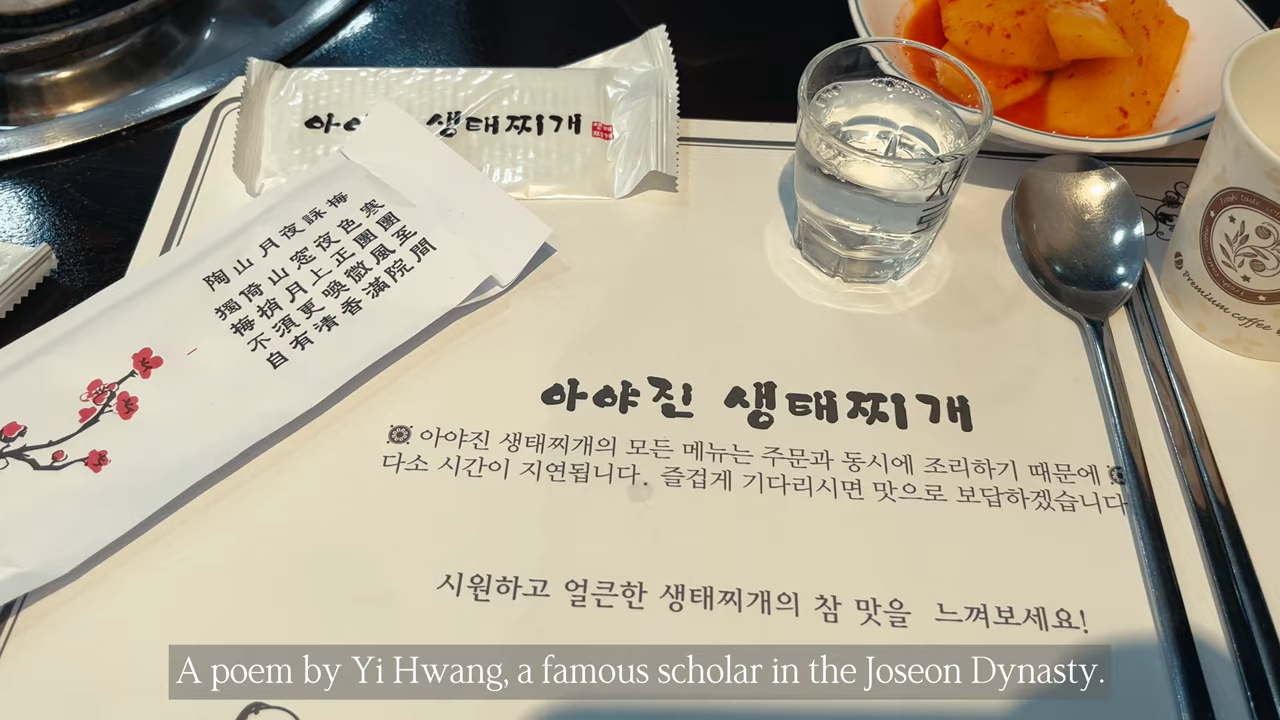 생태찌개
陶山月夜詠梅
獨倚山窓夜色寒
梅梢月上正團團
不須更喚微風至
自有清香滿院間
Fresh taste
Premium coffee
아야진 생태찌개
아야진 생태찌개의 모든 메뉴는 주문과 동시에 조리하기 때문에
다소 시간이 지연됩니다. 즐겁게 기다리시면 맛으로 보답하겠습니다
시원하고 얼큰한 생태찌개의 참 맛을 느껴보세요!
A poem by Yi Hwang, a famous scholar in the Joseon Dynasty.